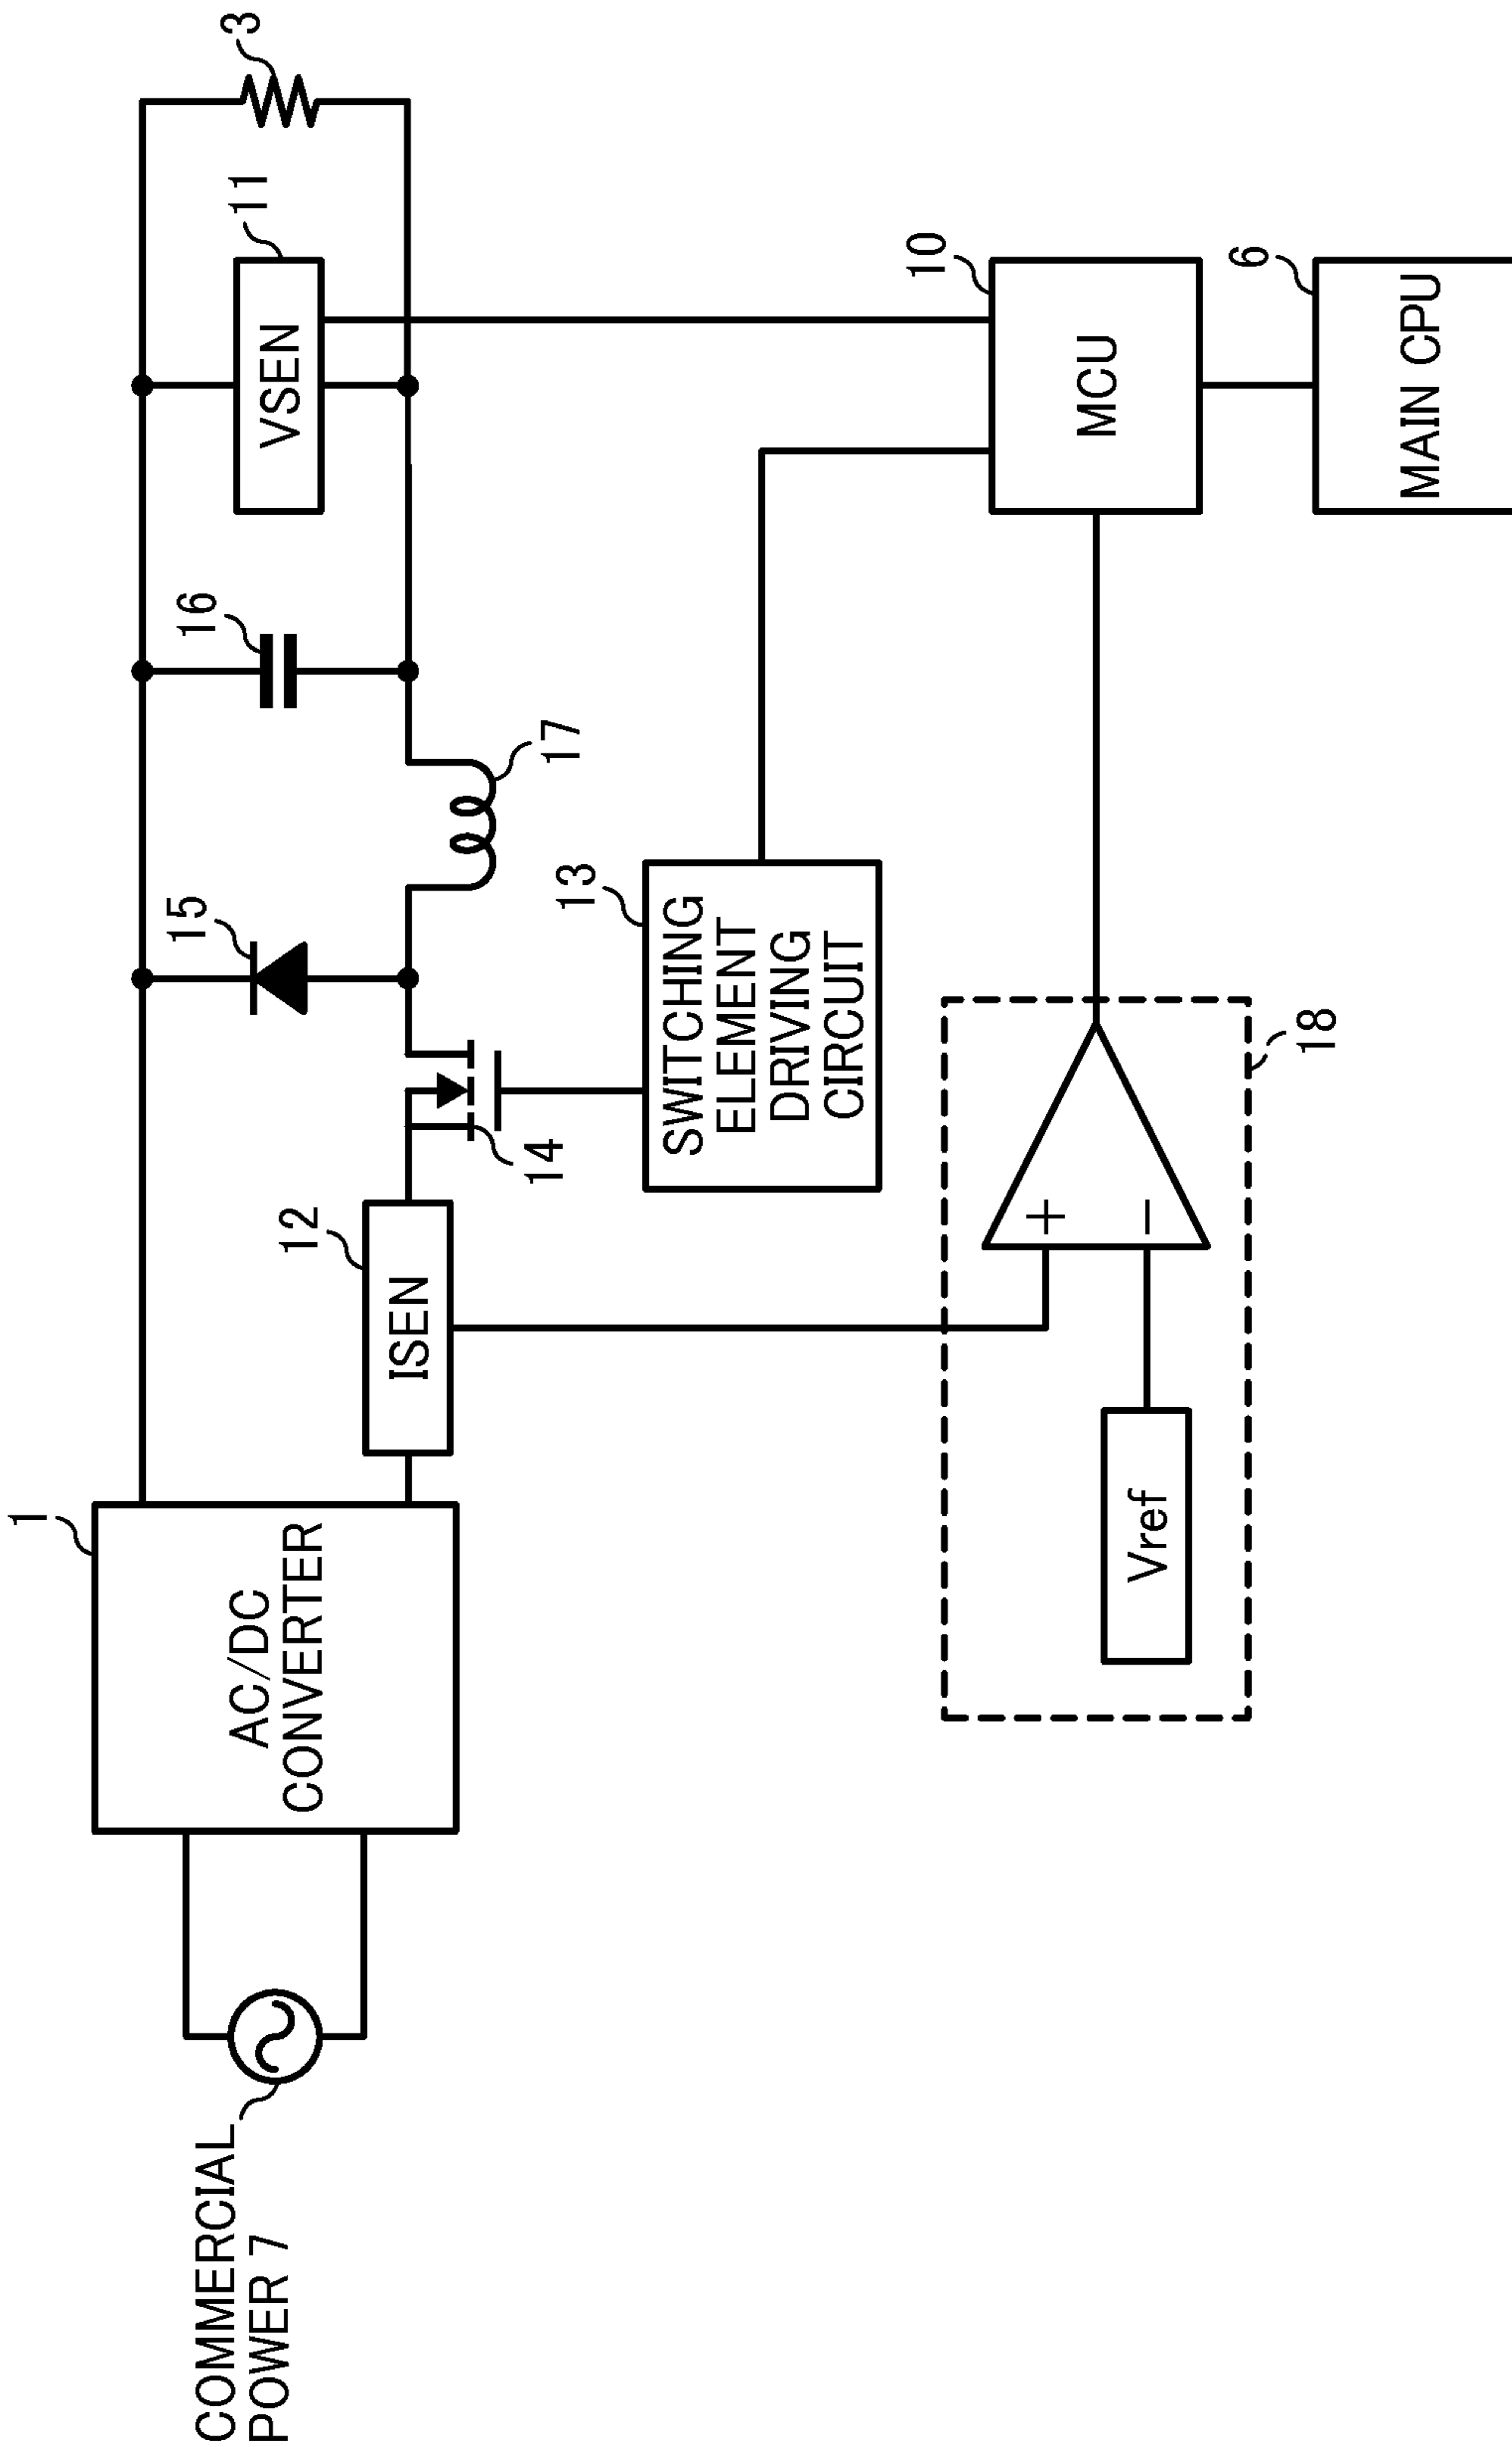 COMMERCIAL
POWER 7
1
AC/DC
CONVERTER
12
ISEN
14
15
17
16
11
VSEN
3
13
SWITCHING
ELEMENT
DRIVING
CIRCUIT
10
MCU
6
MAIN CPU
18
+
−
Vref